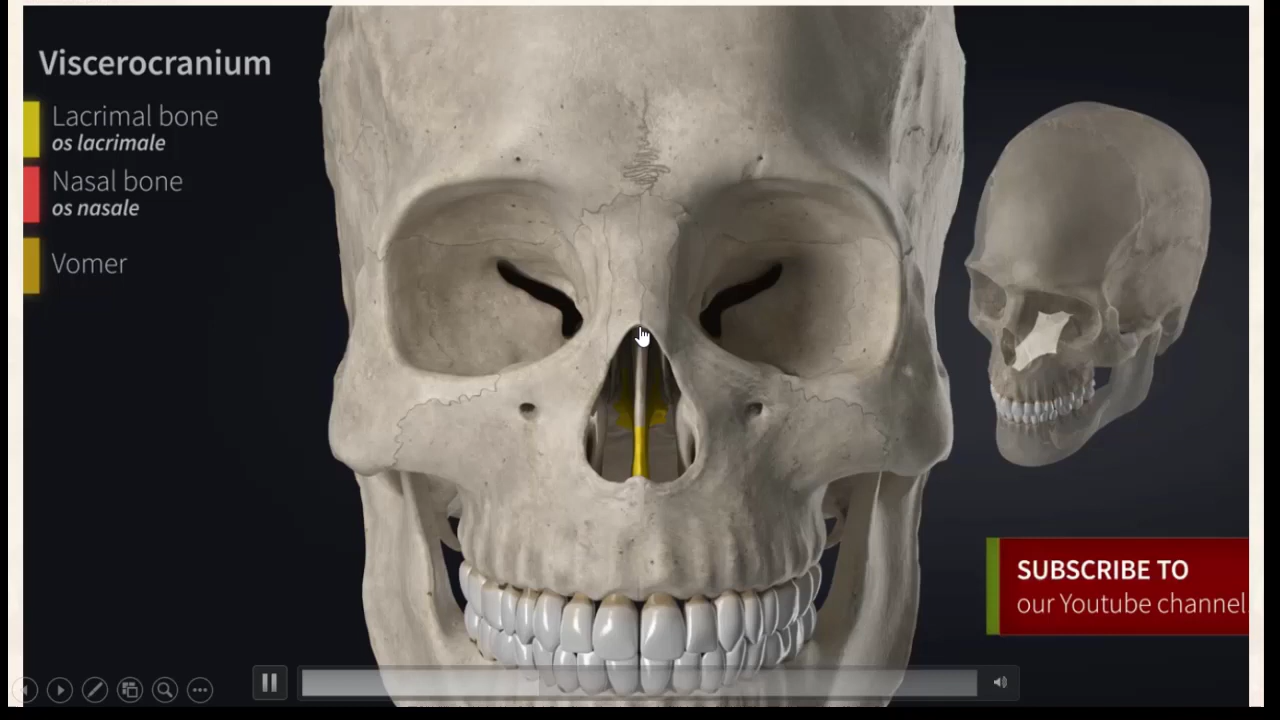 Viscerocranium
Lacrimal bone
os lacrimale
Nasal bone
os nasale
Vomer
SUBSCRIBE TO
our Youtube channel